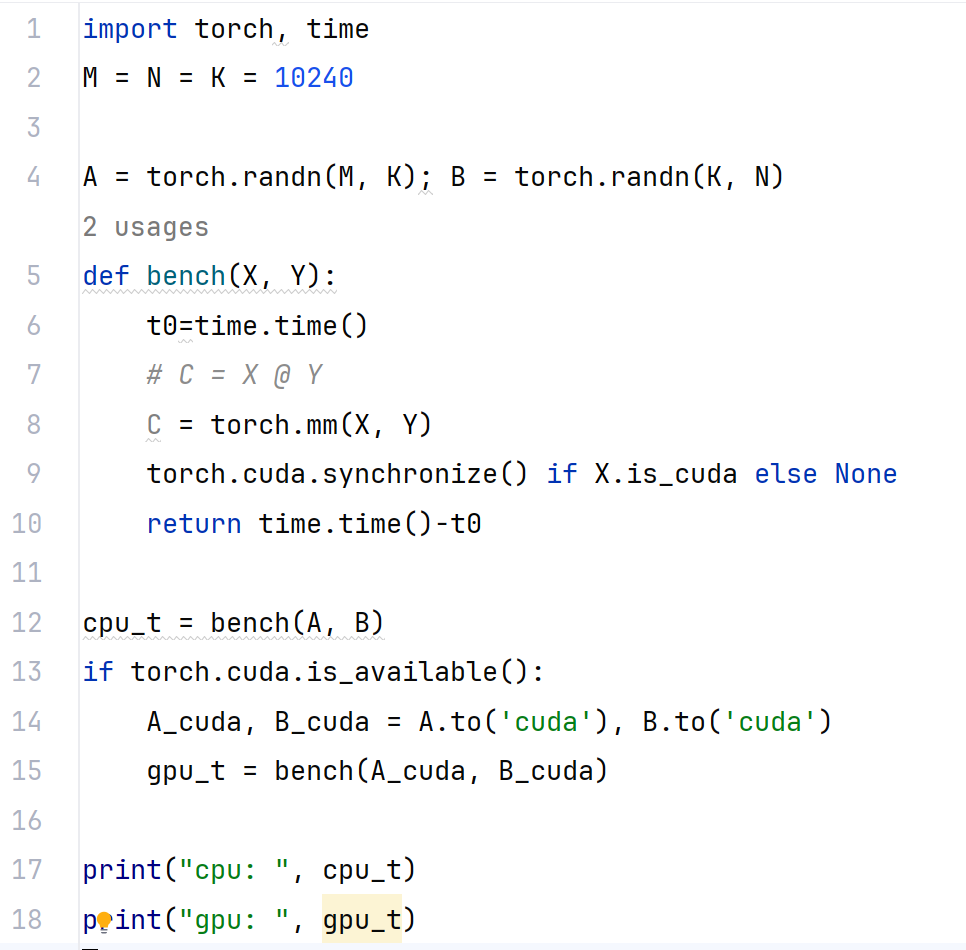 1 import torch, time
2 M = N = K = 10240
3
4 A = torch.randn(M, K); B = torch.randn(K, N)
2 usages
5 def bench(X, Y):
6     t0=time.time()
7     # C = X @ Y
8     C = torch.mm(X, Y)
9     torch.cuda.synchronize() if X.is_cuda else None
10     return time.time()-t0
11
12 cpu_t = bench(A, B)
13 if torch.cuda.is_available():
14     A_cuda, B_cuda = A.to('cuda'), B.to('cuda')
15     gpu_t = bench(A_cuda, B_cuda)
16
17 print("cpu: ", cpu_t)
18 print("gpu: ", gpu_t)